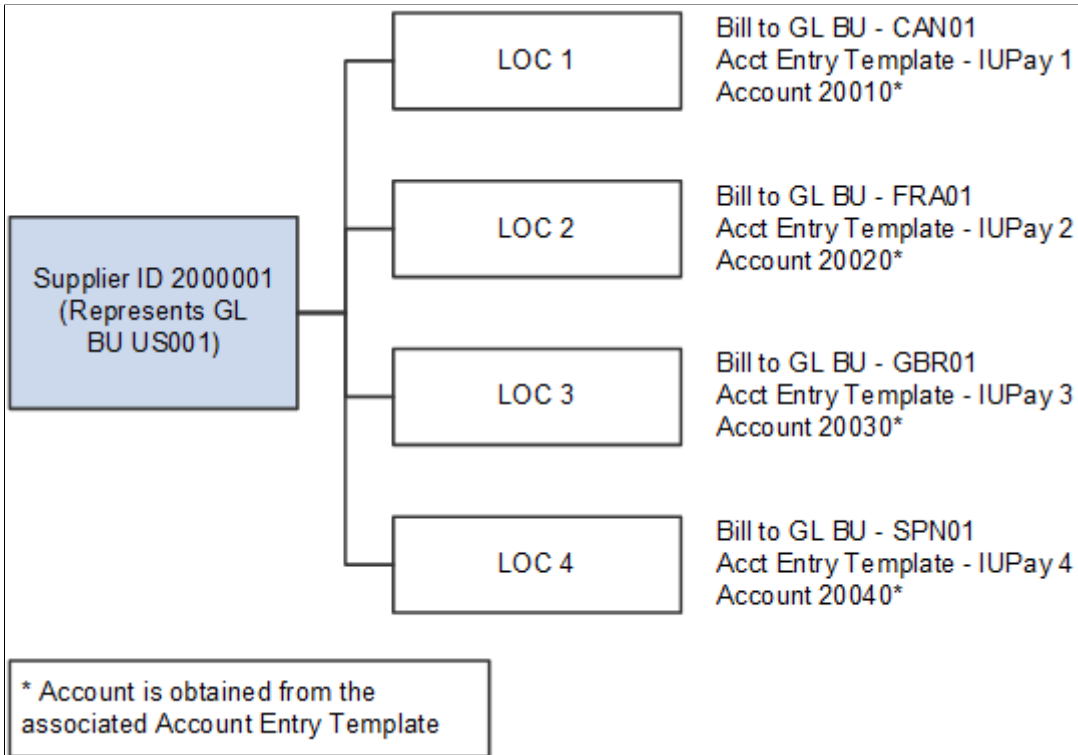 LOC 1
Bill to GL BU - CAN01
Acct Entry Template - IUPay 1
Account 20010*
LOC 2
Bill to GL BU - FRA01
Acct Entry Template - IUPay 2
Account 20020*
Supplier ID 2000001
(Represents GL
BU US001)
LOC 3
Bill to GL BU - GBR01
Acct Entry Template - IUPay 3
Account 20030*
LOC 4
Bill to GL BU - SPN01
Acct Entry Template - IUPay 4
Account 20040*
* Account is obtained from the
associated Account Entry Template